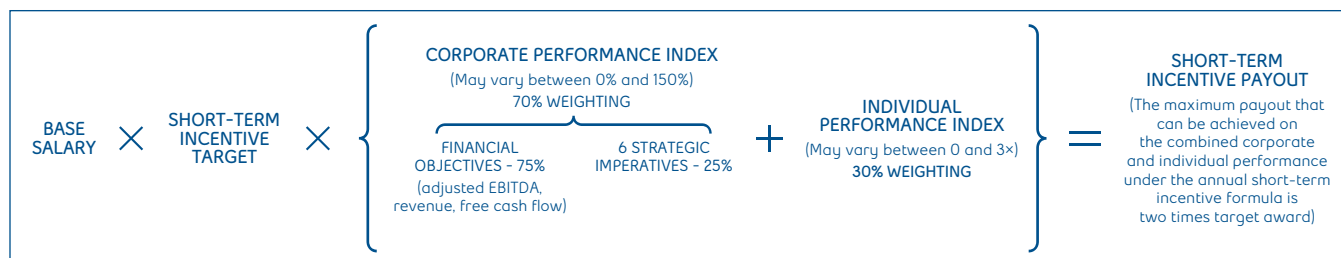 BASE
SALARY
×
SHORT-TERM
INCENTIVE
TARGET
×
CORPORATE PERFORMANCE INDEX
(May vary between 0% and 150%)
70% WEIGHTING
FINANCIAL
OBJECTIVES - 75%
(adjusted EBITDA,
revenue, free cash flow)
6 STRATEGIC
IMPERATIVES - 25%
+
INDIVIDUAL
PERFORMANCE INDEX
(May vary between 0 and 3×)
30% WEIGHTING
=
SHORT-TERM
INCENTIVE PAYOUT
(The maximum payout that
can be achieved on
the combined corporate
and individual performance
under the annual short-term
incentive formula is
two times target award)